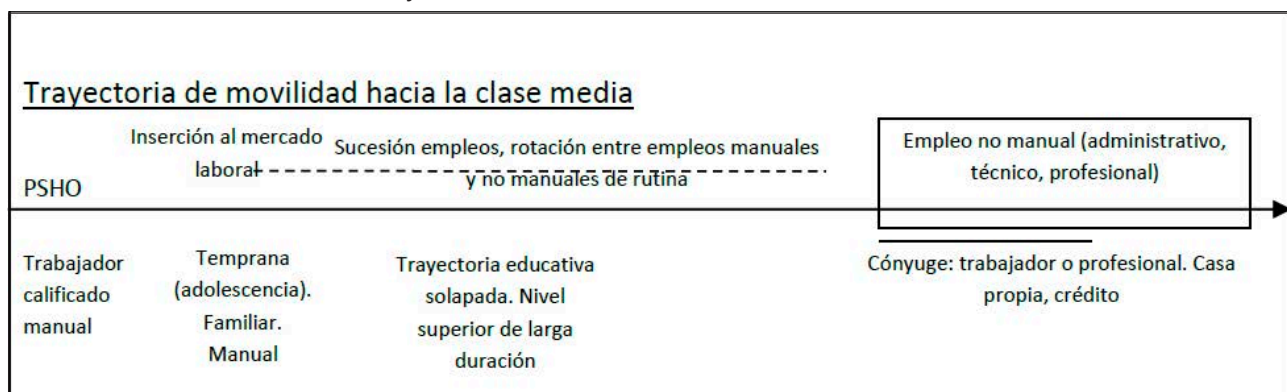 Trayectoria de movilidad hacia la clase media
Inserción al mercado
laboral
Sucesión empleos, rotación entre empleos manuales
y no manuales de rutina
Empleo no manual (administrativo,
técnico, profesional)
PSHO
Trabajador
calificado
manual
Temprana
(adolescencia).
Familiar.
Manual
Trayectoria educativa
solapada. Nivel
superior de larga
duración
Cónyuge: trabajador o profesional. Casa
propia, crédito